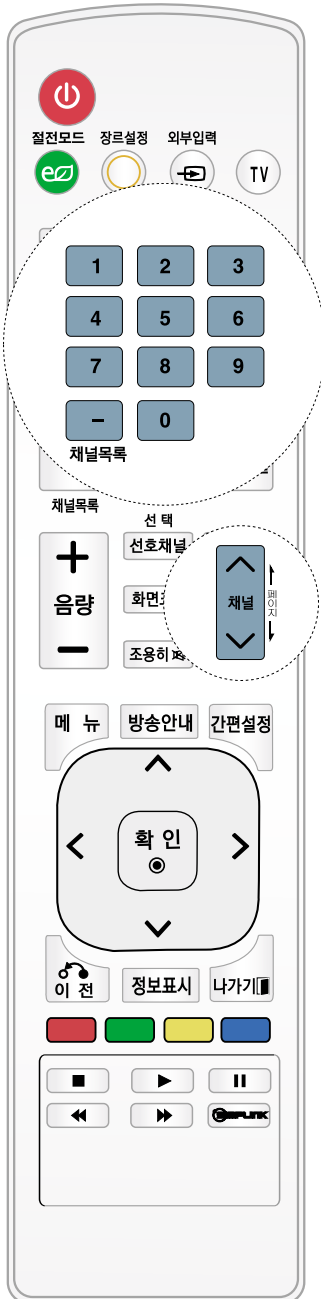 절전모드 장르설정 외부입력
TV
1 2 3
4 5 6
7 8 9
- 0
채널목록
채널목록
선 택
선호채널
+
음량
-
화면
조용히
채널
페이지
메 뉴 방송안내 간편설정
확 인
이 전 정보표시 나가기